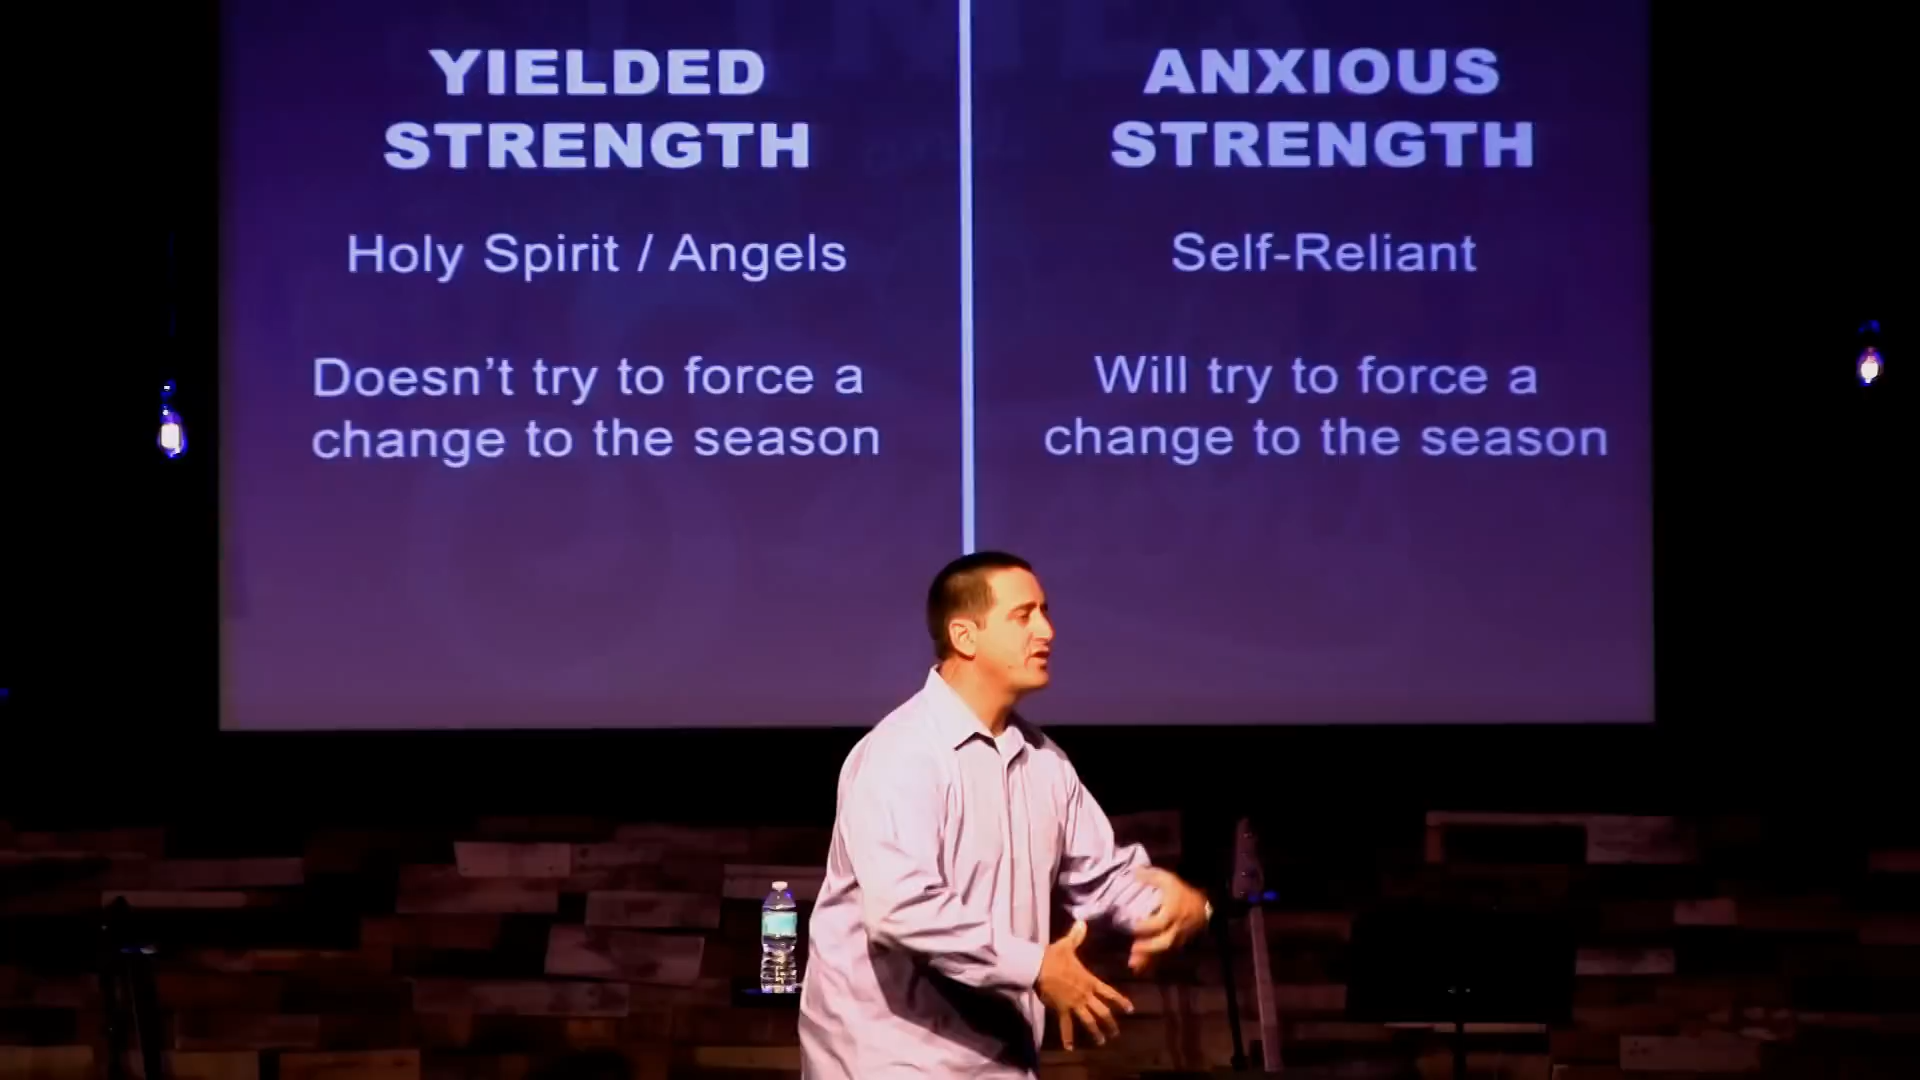 YIELDED
STRENGTH
Holy Spirit / Angels
Doesn't try to force a
change to the season
ANXIOUS
STRENGTH
Self-Reliant
Will try to force a
change to the season